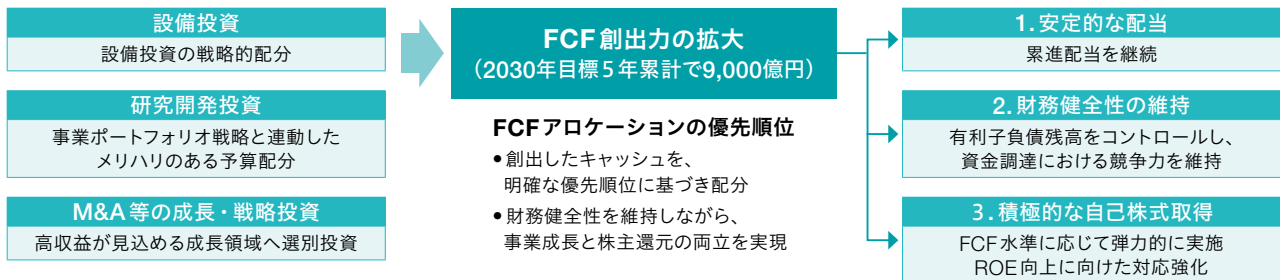 設備投資
設備投資の戦略的配分
研究開発投資
事業ポートフォリオ戦略と連動した
メリハリのある予算配分
M&A等の成長・戦略投資
高収益が見込める成長領域へ選別投資
FCF創出力の拡大
（2030年目標5年累計で9,000億円）
FCFアロケーションの優先順位
•創出したキャッシュを、
明確な優先順位に基づき配分
•財務健全性を維持しながら、
事業成長と株主還元の両立を実現
1.安定的な配当
累進配当を継続
2.財務健全性の維持
有利子負債残高をコントロールし、
資金調達における競争力を維持
3.積極的な自己株式取得
FCF水準に応じて弾力的に実施
ROE向上に向けた対応強化